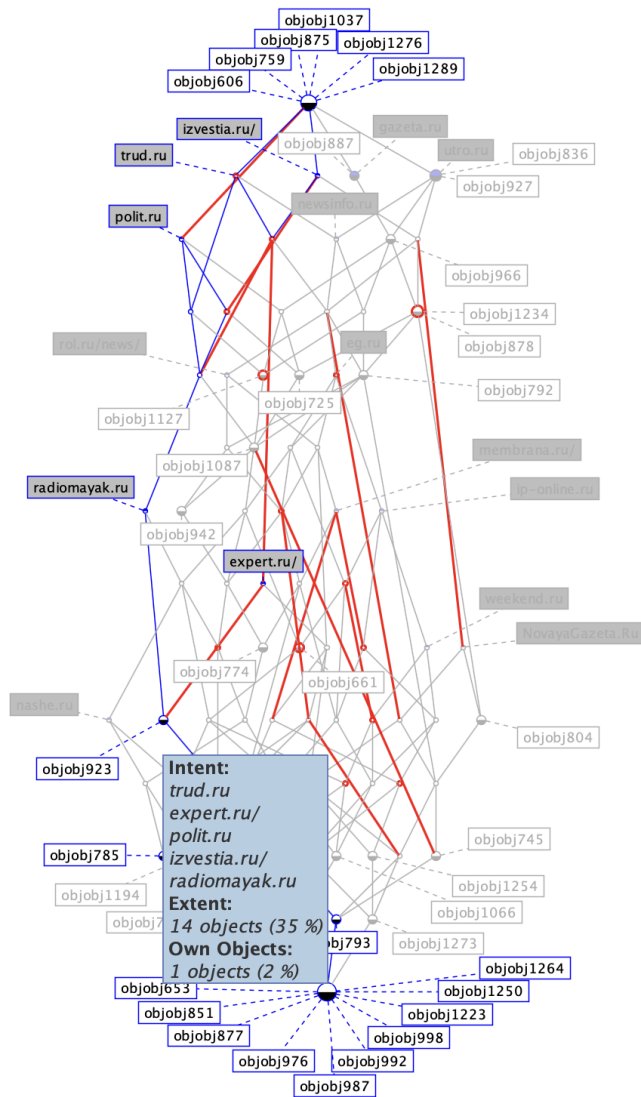 objobj1037
objobj875
objobj1276
objobj759
objobj1289
objobj606
izvestia.ru/
gazeta.ru
objobj887
utro.ru
objobj836
trud.ru
objobj927
newsinfo.ru
polit.ru
objobj966
objobj1234
rol.ru/news/
eg.ru
objobj878
objobj792
objobj725
objobj1127
membrana.ru/
objobj1087
radiomayak.ru
ip-online.ru
objobj942
expert.ru/
weekend.ru
NovayaGazeta.Ru
objobj774
objobj661
nashe.ru
objobj804
objobj923
Intent:
trud.ru
expert.ru/
polit.ru
izvestia.ru/
radiomayak.ru
Extent:
14 objects (35 %)
Own Objects:
1 objects (2 %)
objobj745
objobj785
objobj1254
objobj1194
objobj1066
objobj1273
bj793
objobj1264
objobj653
objobj1250
objobj851
objobj1223
objobj877
objobj998
objobj976
objobj992
objobj987